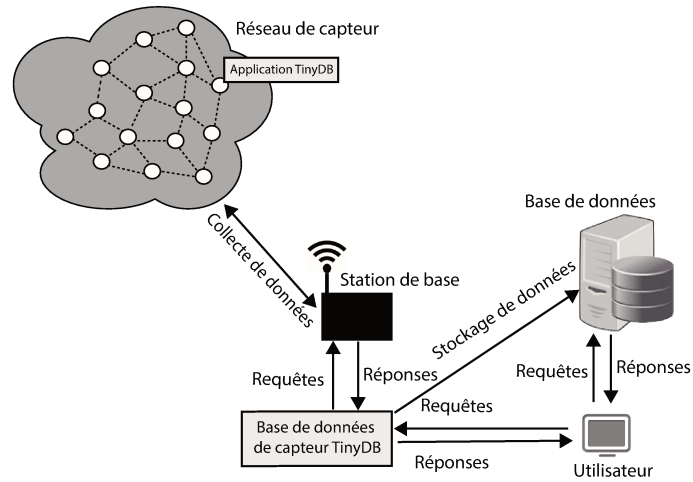 Réseau de capteur
Application TinyDB
Base de données
Collecte de données
Station de base
Stockage de données
Requêtes
Réponses
Requêtes
Réponses
Requêtes
Base de données
de capteur TinyDB
Réponses
Utilisateur